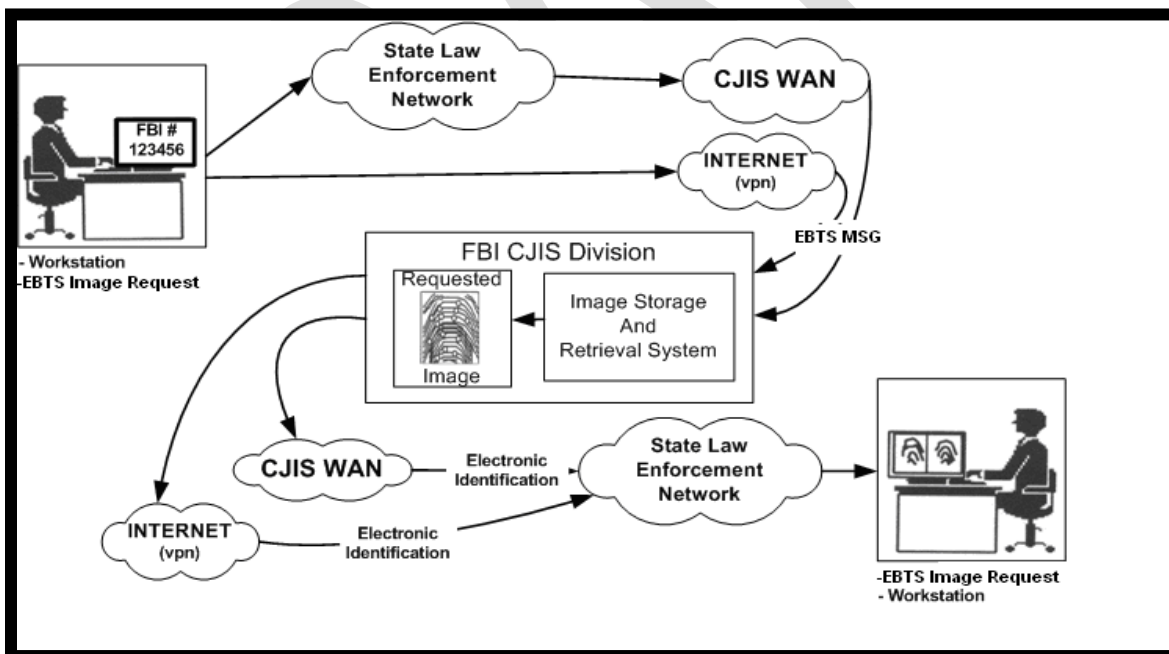 State Law
Enforcement
Network
CJIS WAN
FBI #
123456
INTERNET
(vpn)
- Workstation
-EBTS Image Request
EBTS MSG
FBI CJIS Division
Requested
Image
Image Storage
And
Retrieval System
CJIS WAN
Electronic
Identification
State Law
Enforcement
Network
INTERNET
(vpn)
Electronic
Identification
-EBTS Image Request
- Workstation